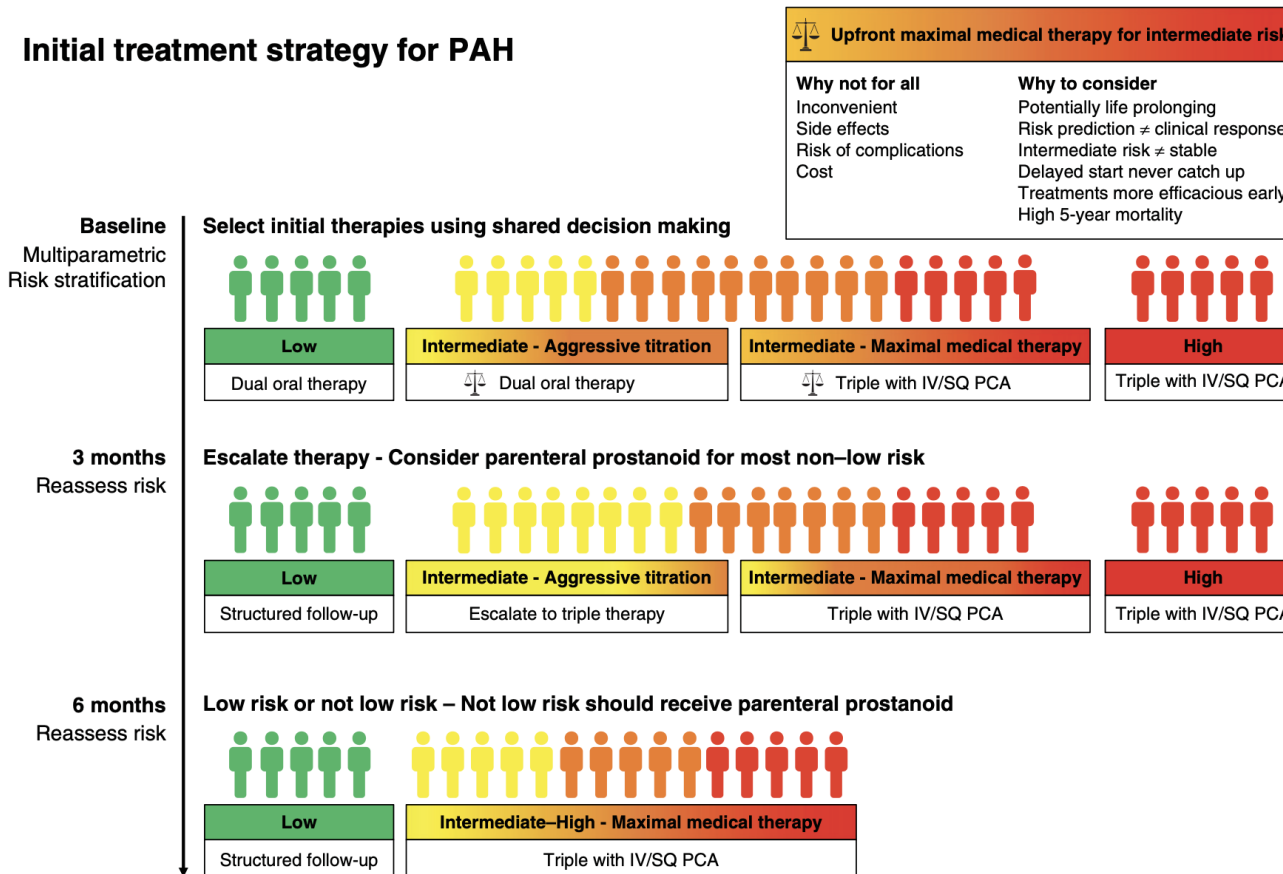 Initial treatment strategy for PAH
Upfront maximal medical therapy for intermediate risk
Why not for all
Inconvenient
Side effects
Risk of complications
Cost
Why to consider
Potentially life prolonging
Risk prediction ≠ clinical response
Intermediate risk ≠ stable
Delayed start never catch up
Treatments more efficacious early
High 5-year mortality
Baseline
Multiparametric
Risk stratification
Select initial therapies using shared decision making
Low
Dual oral therapy
Intermediate - Aggressive titration
Dual oral therapy
Intermediate - Maximal medical therapy
Triple with IV/SQ PCA
High
Triple with IV/SQ PCA
3 months
Reassess risk
Escalate therapy - Consider parenteral prostanoid for most non–low risk
Low
Structured follow-up
Intermediate - Aggressive titration
Escalate to triple therapy
Intermediate - Maximal medical therapy
Triple with IV/SQ PCA
High
Triple with IV/SQ PCA
6 months
Reassess risk
Low risk or not low risk – Not low risk should receive parenteral prostanoid
Low
Structured follow-up
Intermediate–High - Maximal medical therapy
Triple with IV/SQ PCA